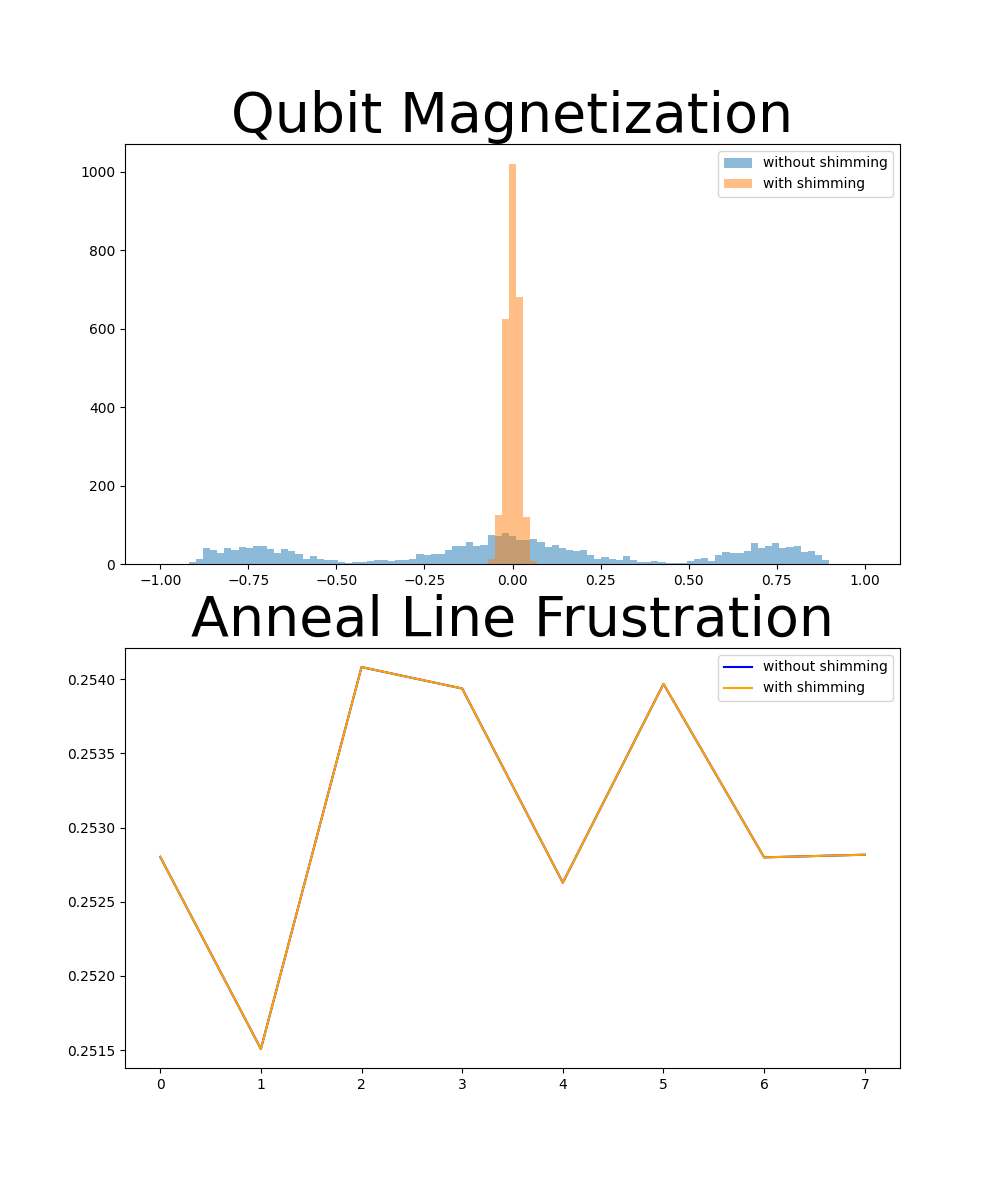 Qubit Magnetization
without shimming
with shimming
1000
800
600
400
200
0
−1.00 −0.75 −0.50 −0.25 0.00 0.25 0.50 0.75 1.00
Anneal Line Frustration
without shimming
with shimming
0.2540
0.2535
0.2530
0.2525
0.2520
0.2515
0 1 2 3 4 5 6 7